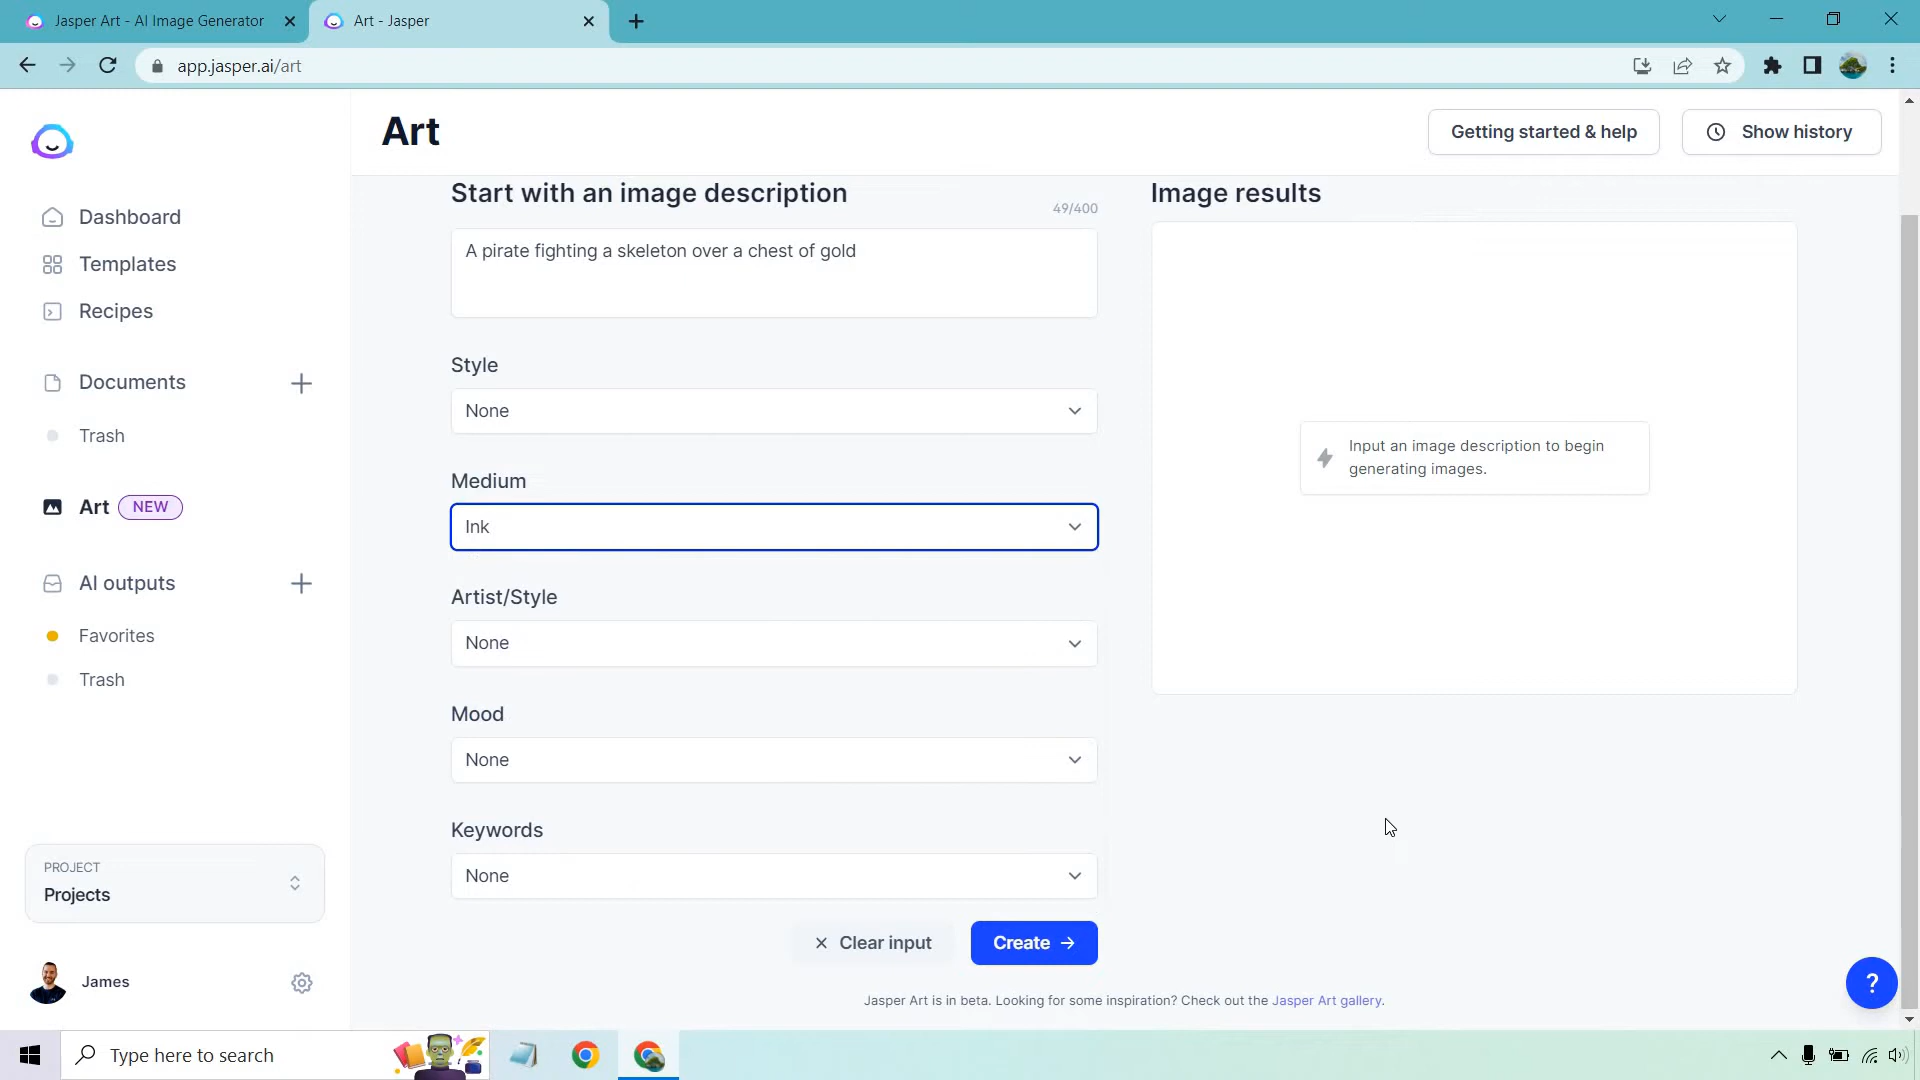 Jasper Art - AI Image Generator
Art - Jasper
app.jasper.ai/art
Art
Getting started & help
Show history
Dashboard
Templates
Recipes
Documents
Trash
Art NEW
AI outputs
Favorites
Trash
PROJECT
Projects
James
Start with an image description
49/400
A pirate fighting a skeleton over a chest of gold
Style
None
Medium
Ink
Artist/Style
None
Mood
None
Keywords
None
Clear input
Create
Image results
Input an image description to begin
generating images.
Jasper Art is in beta. Looking for some inspiration? Check out the Jasper Art gallery.
?
Type here to search